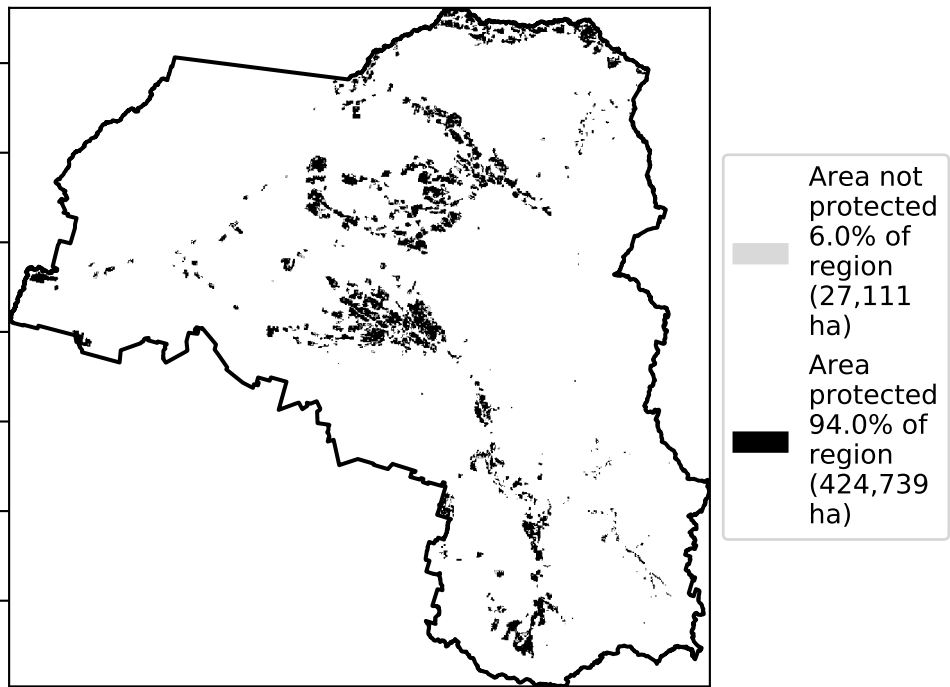 Area not
protected
6.0% of
region
(27,111
ha)
Area
protected
94.0% of
region
(424,739
ha)